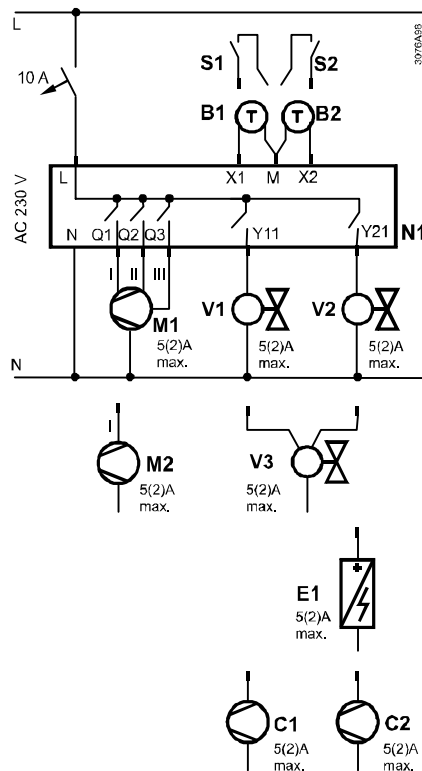 L
3076A98
S1 S2
10 A
B1 T T B2
AC 230 V
L X1 M X2
N Q1 Q2 Q3 Y11 Y21 N1
I II III
M1 V1 V2
5(2)A 5(2)A 5(2)A
max. max. max.
N
I
M2 V3
5(2)A 5(2)A
max. max.
+
E1
5(2)A
max.
C1 C2
5(2)A 5(2)A
max. max.